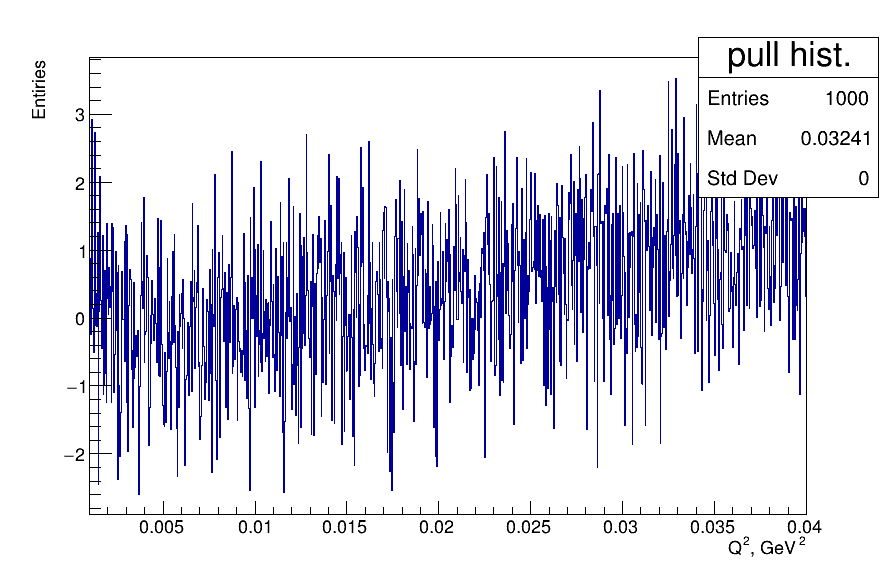 pull hist.
Entries 1000
Mean 0.03241
Std Dev 0
Entiries
3
2
1
0
−1
−2
0.005 0.01 0.015 0.02 0.025 0.03 0.035 0.04
Q², GeV²